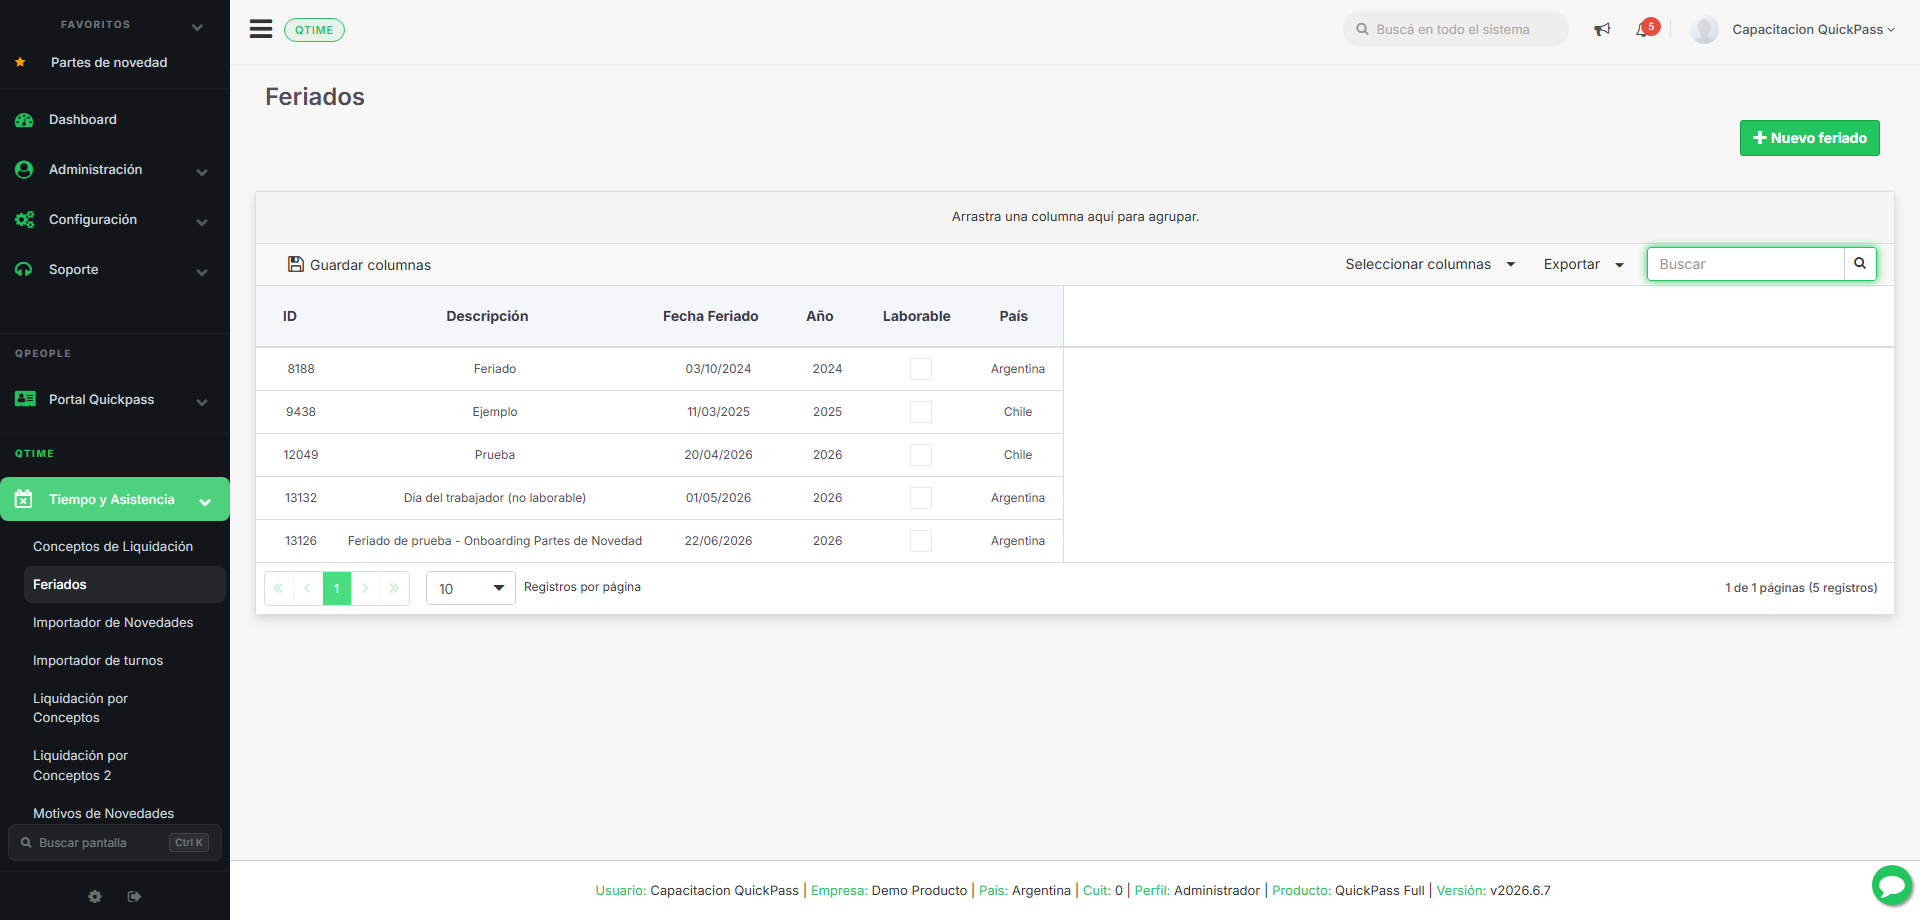 FAVORITOS
Partes de novedad
Dashboard
Administración
Configuración
Soporte
QPEOPLE
Portal Quickpass
QTIME
Tiempo y Asistencia
Conceptos de Liquidación
Feriados
Importador de Novedades
Importador de turnos
Liquidación por
Conceptos
Liquidación por
Conceptos 2
Motivos de Novedades
Buscar pantalla Ctrl K
QTIME
Buscá en todo el sistema
5
Capacitacion QuickPass
Feriados
Nuevo feriado
Arrastra una columna aquí para agrupar.
Guardar columnas Seleccionar columnas Exportar Buscar
ID Descripción Fecha Feriado Año Laborable País
8188 Feriado 03/10/2024 2024 Argentina
9438 Ejemplo 11/03/2025 2025 Chile
12049 Prueba 20/04/2026 2026 Chile
13132 Día del trabajador (no laborable) 01/05/2026 2026 Argentina
13126 Feriado de prueba - Onboarding Partes de Novedad 22/06/2026 2026 Argentina
« ‹ 1 › » 10 Registros por página 1 de 1 páginas (5 registros)
Usuario: Capacitacion QuickPass | Empresa: Demo Producto | País: Argentina | Cuit: 0 | Perfil: Administrador | Producto: QuickPass Full | Versión: v2026.6.7